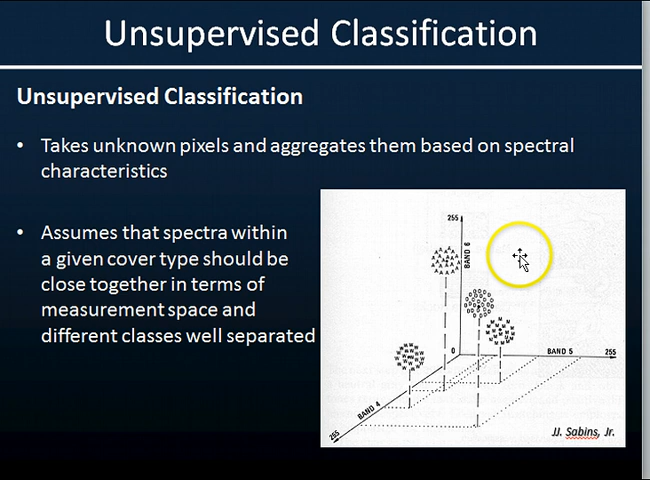 Unsupervised Classification
Unsupervised Classification
• Takes unknown pixels and aggregates them based on spectral
characteristics
• Assumes that spectra within
a given cover type should be
close together in terms of
measurement space and
different classes well separated
255
BAND 6
0
BAND 5
255
BAND 4
255
JJ. Sabins, Jr.